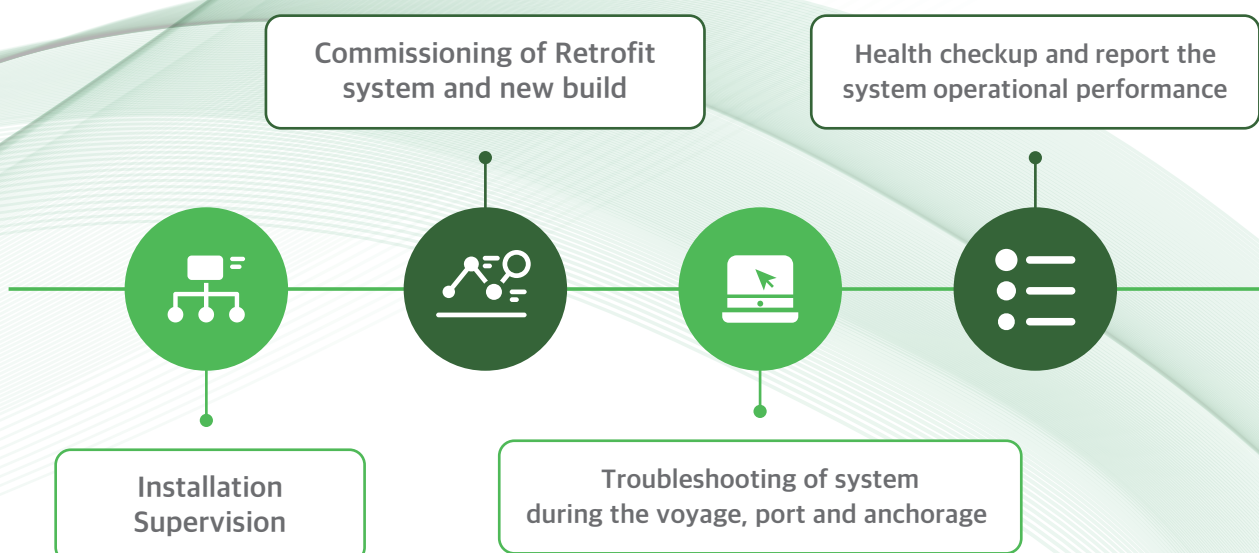 Commissioning of Retrofit
system and new build
Health checkup and report the
system operational performance
Installation
Supervision
Troubleshooting of system
during the voyage, port and anchorage